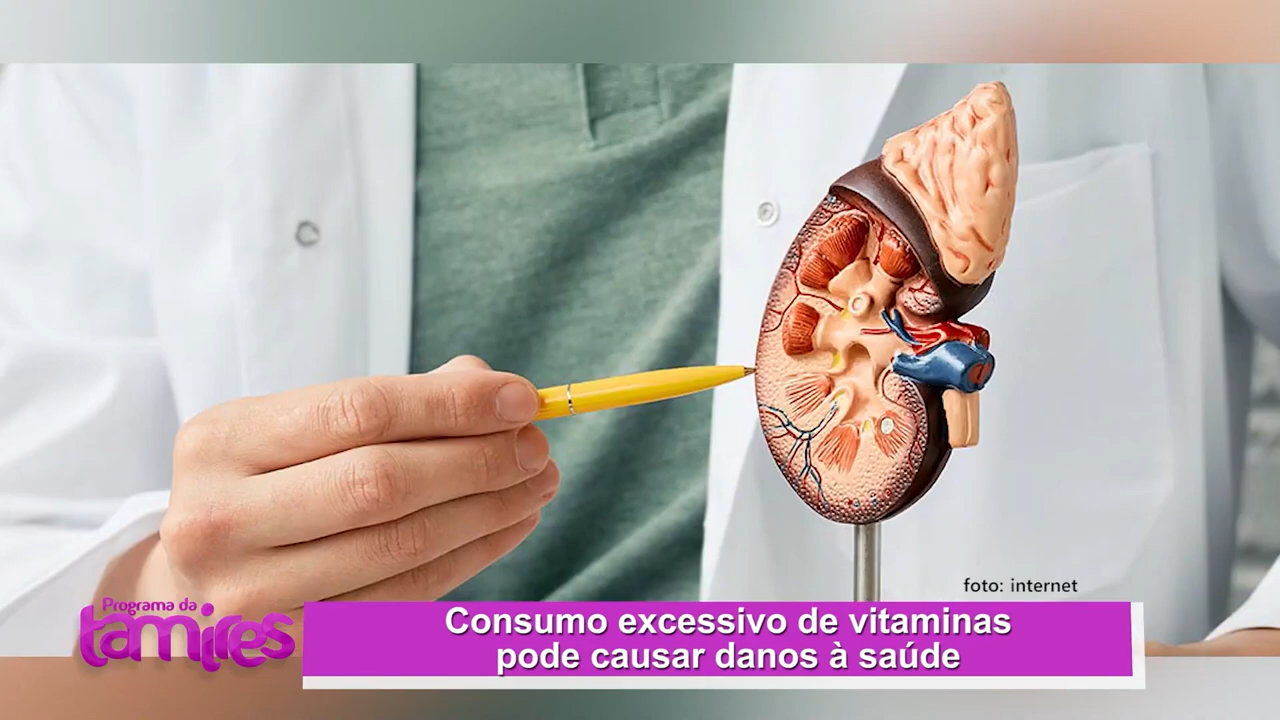 foto: internet
Programa da
tamires
Consumo excessivo de vitaminas
pode causar danos à saúde